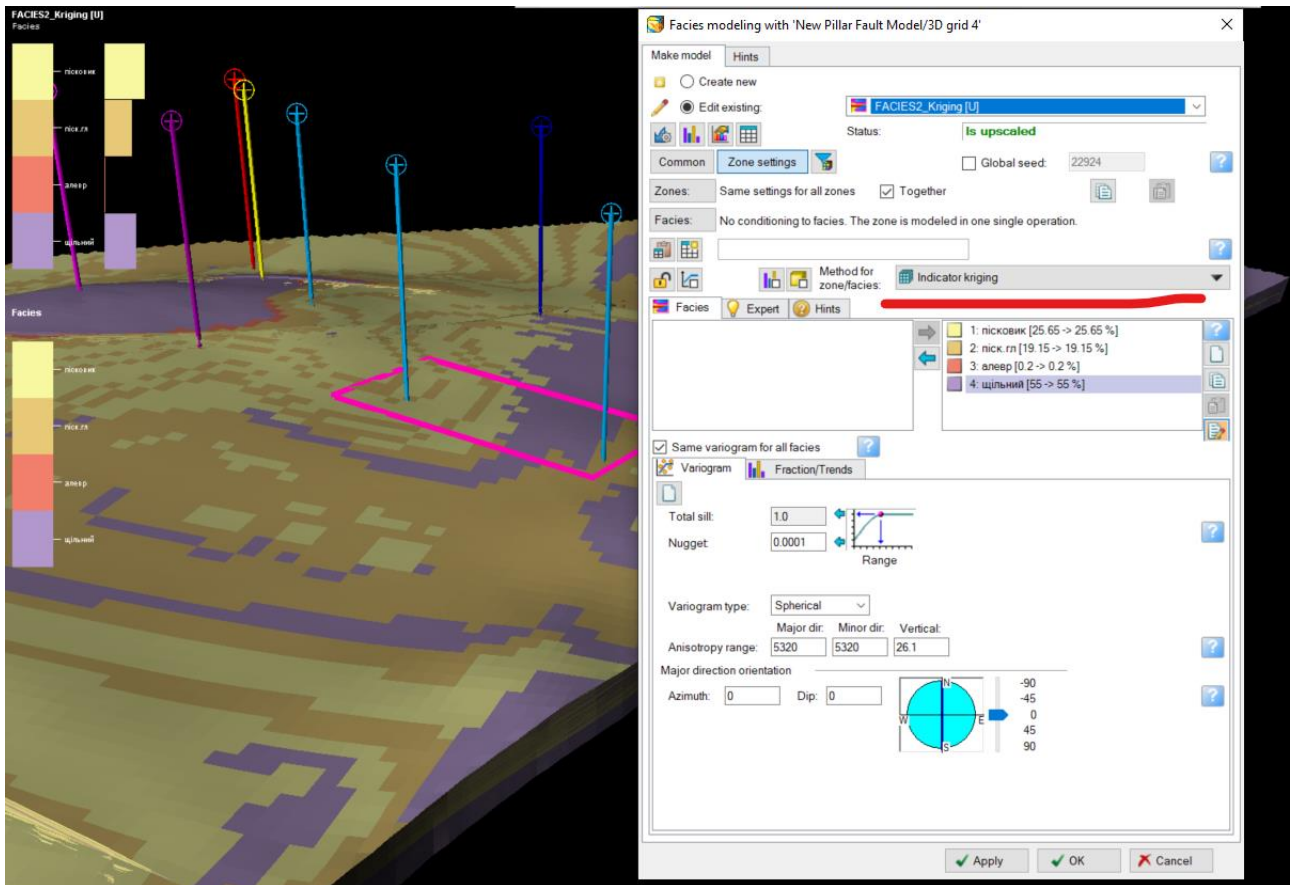 FACIES2_Kriging [U]
Facies
пісковик
піск.гл
алевр
щільний
Facies
пісковик
піск.гл
алевр
щільний
Facies modeling with 'New Pillar Fault Model/3D grid 4'
Make model Hints
Create new
Edit existing: FACIES2_Kriging [U]
Status: Is upscaled
Common Zone settings Global seed: 22924
Zones: Same settings for all zones Together
Facies: No conditioning to facies. The zone is modeled in one single operation.
Method for
zone/facies: Indicator kriging
Facies Expert Hints
1: пісковик [25.65 -> 25.65 %]
2: піск.гл [19.15 -> 19.15 %]
3: алевр [0.2 -> 0.2 %]
4: щільний [55 -> 55 %]
Same variogram for all facies
Variogram Fraction/Trends
Total sill: 1.0
Nugget: 0.0001
Range
Variogram type: Spherical
Major dir: Minor dir: Vertical:
Anisotropy range: 5320 5320 26.1
Major direction orientation
Azimuth: 0 Dip: 0
N
W E
S
-90
-45
0
45
90
Apply OK Cancel